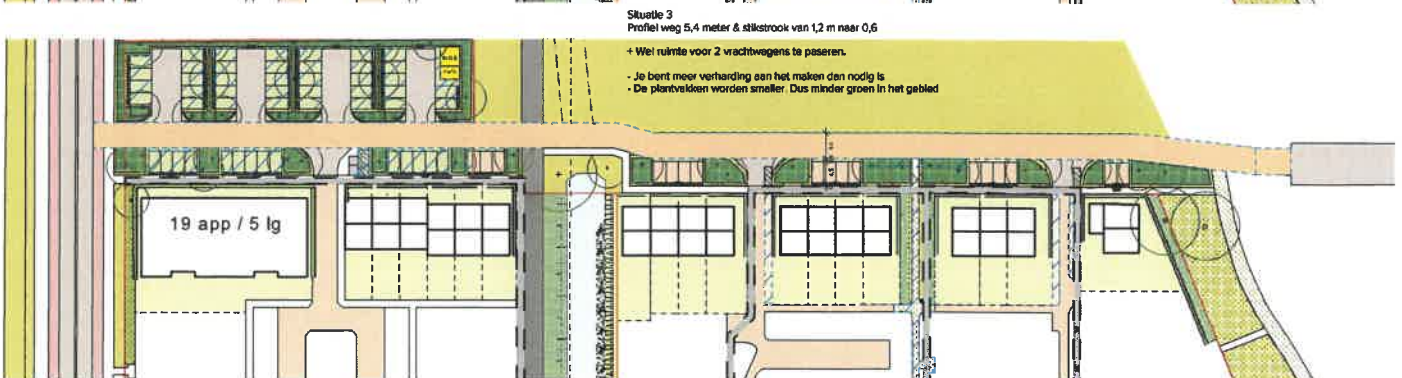 Situatie 3
Profiel weg 5,4 meter & stikstrook van 1,2 m naar 0,6
+ Wel ruimte voor 2 vrachtwagens te paseren.
- Je bent meer verharding aan het maken dan nodig is
- De plantvakken worden smaller. Dus minder groen in het gebied
19 app / 5 lg